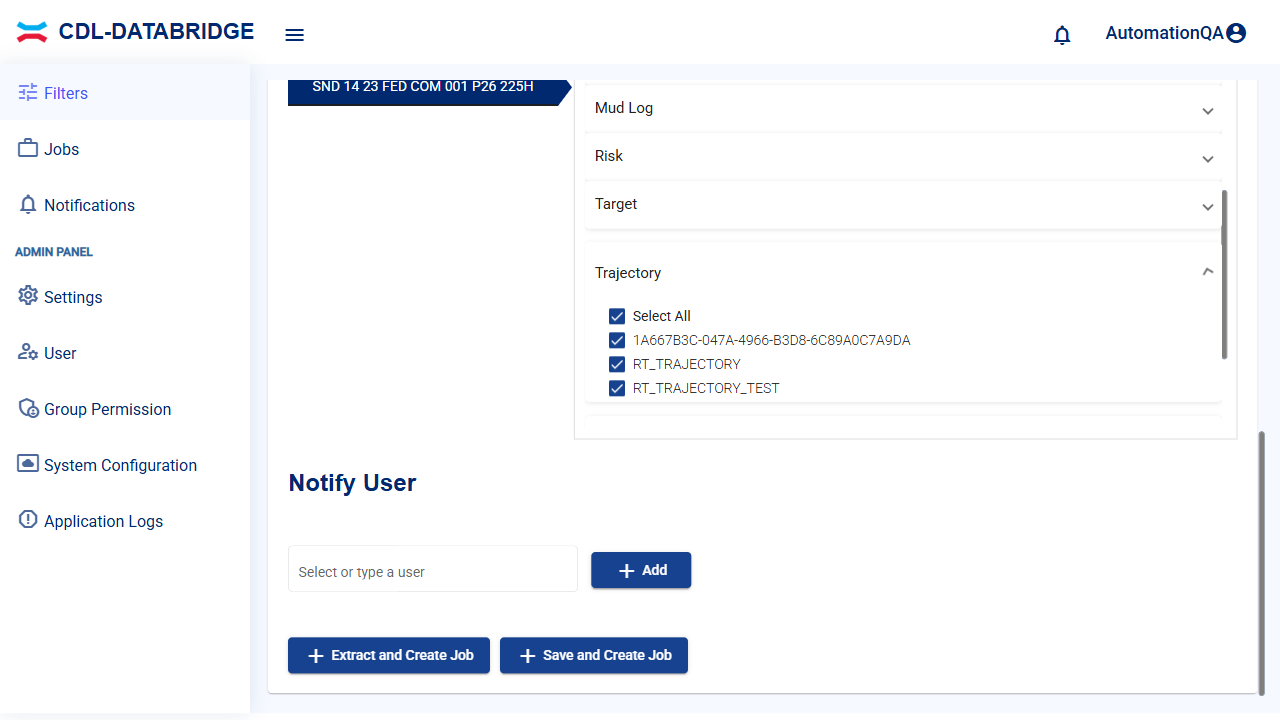 CDL-DATABRIDGE
AutomationQA
Filters
Jobs
Notifications
ADMIN PANEL
Settings
User
Group Permission
System Configuration
Application Logs
SND 14 23 FED COM 001 P26 225H
Mud Log
Risk
Target
Trajectory
Select All
1A667B3C-047A-4966-B3D8-6C89A0C7A9DA
RT_TRAJECTORY
RT_TRAJECTORY_TEST
Notify User
Select or type a user
Add
Extract and Create Job
Save and Create Job